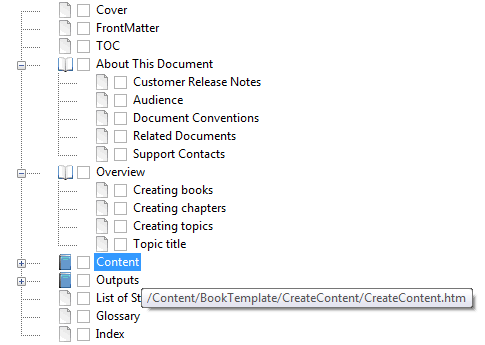 Cover
FrontMatter
TOC
About This Document
Customer Release Notes
Audience
Document Conventions
Related Documents
Support Contacts
Overview
Creating books
Creating chapters
Creating topics
Topic title
Content
Outputs
List of St
/Content/BookTemplate/CreateContent/CreateContent.htm
Glossary
Index